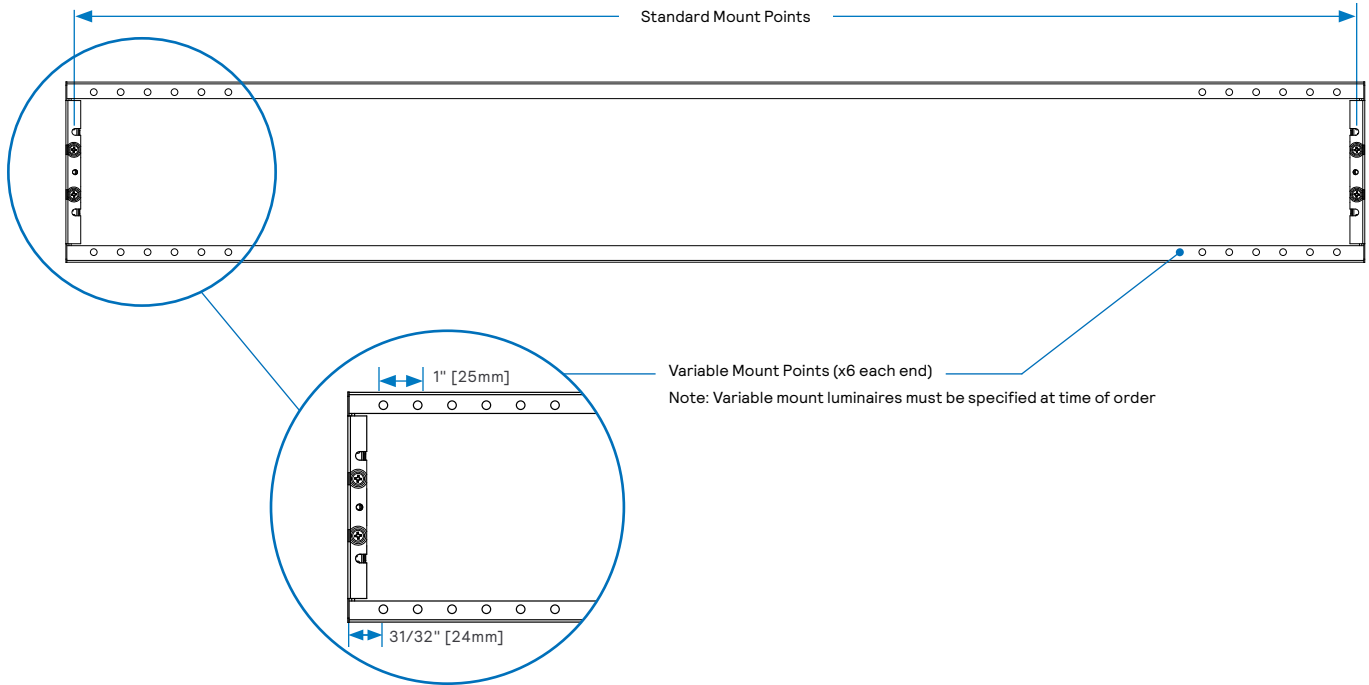 Standard Mount Points
1" [25mm]
Variable Mount Points (x6 each end)
Note: Variable mount luminaires must be specified at time of order
31/32" [24mm]